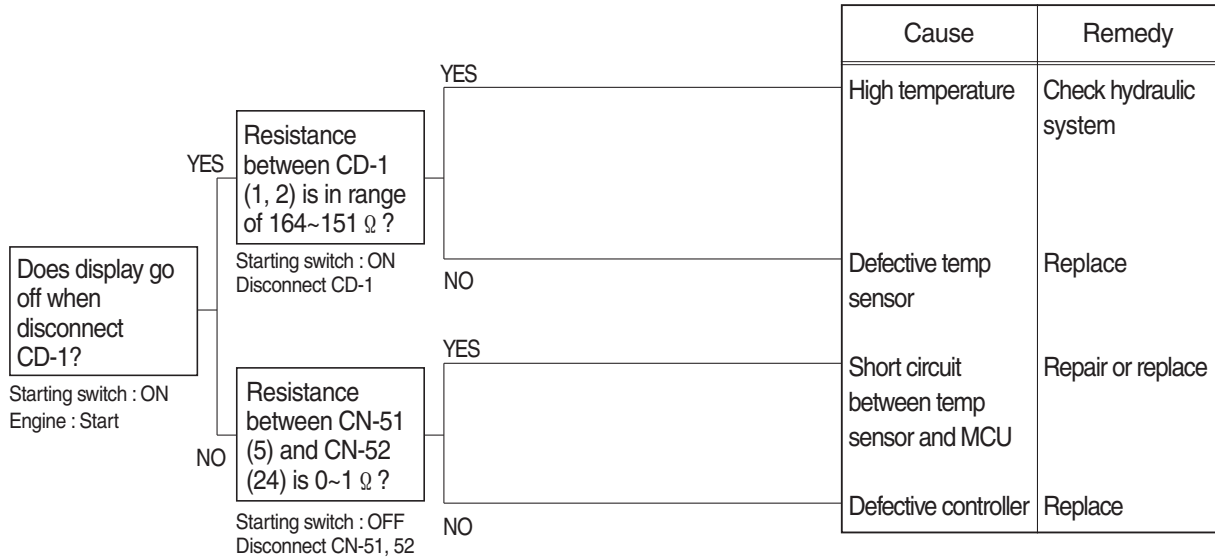 Does display go
off when
disconnect
CD-1?
Starting switch : ON
Engine : Start
YES
Resistance
between CD-1
(1, 2) is in range
of 164~151 Ω ?
Starting switch : ON
Disconnect CD-1
YES
NO
NO
Resistance
between CN-51
(5) and CN-52
(24) is 0~1 Ω ?
Starting switch : OFF
Disconnect CN-51, 52
YES
NO
Cause Remedy
High temperature Check hydraulic
system
Defective temp Replace
sensor
Short circuit Repair or replace
between temp
sensor and MCU
Defective controller Replace